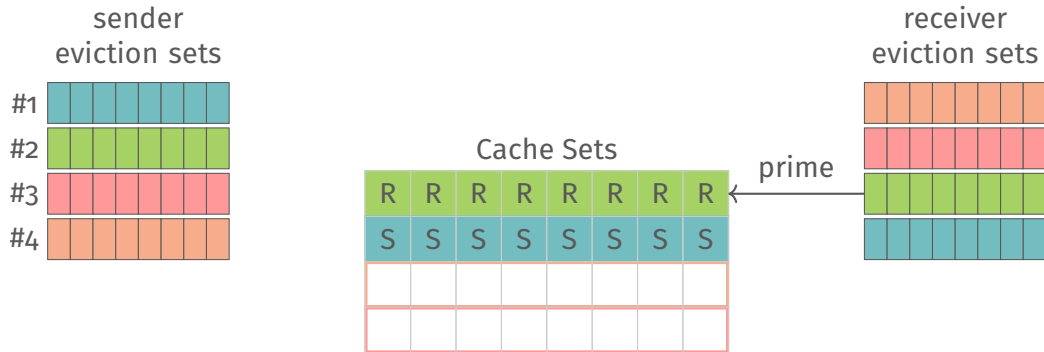 sender
eviction sets
#1
#2
#3
#4
Cache Sets
R R R R R R R R
S S S S S S S S
prime
receiver
eviction sets